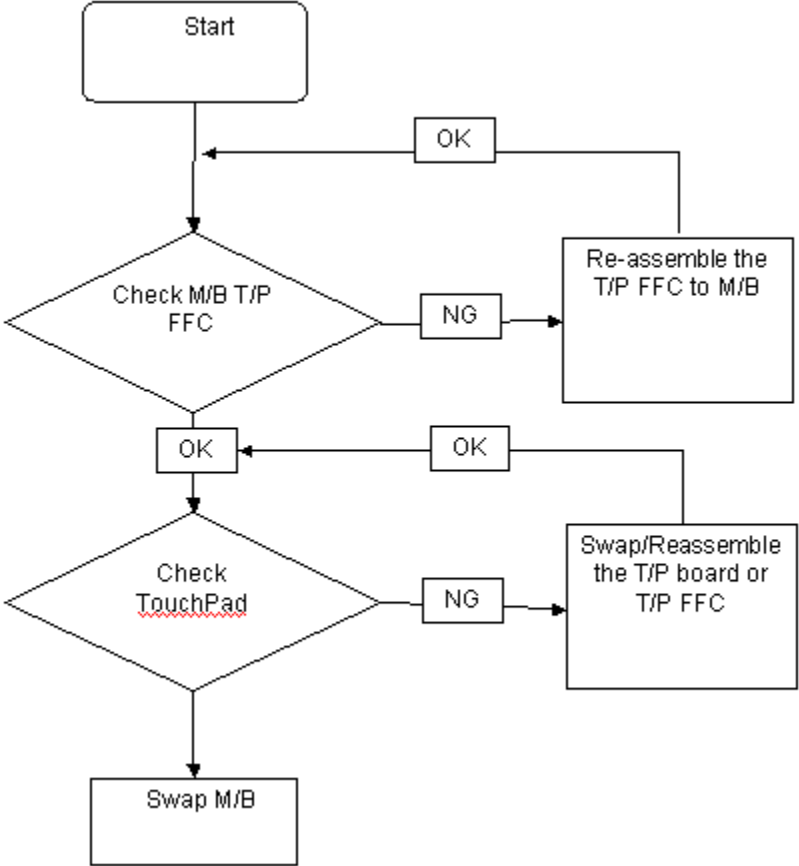 Start
OK
Check M/B T/P
FFC
NG
Re-assemble the
T/P FFC to M/B
OK
OK
Check
TouchPad
NG
Swap/Reassemble
the T/P board or
T/P FFC
Swap M/B